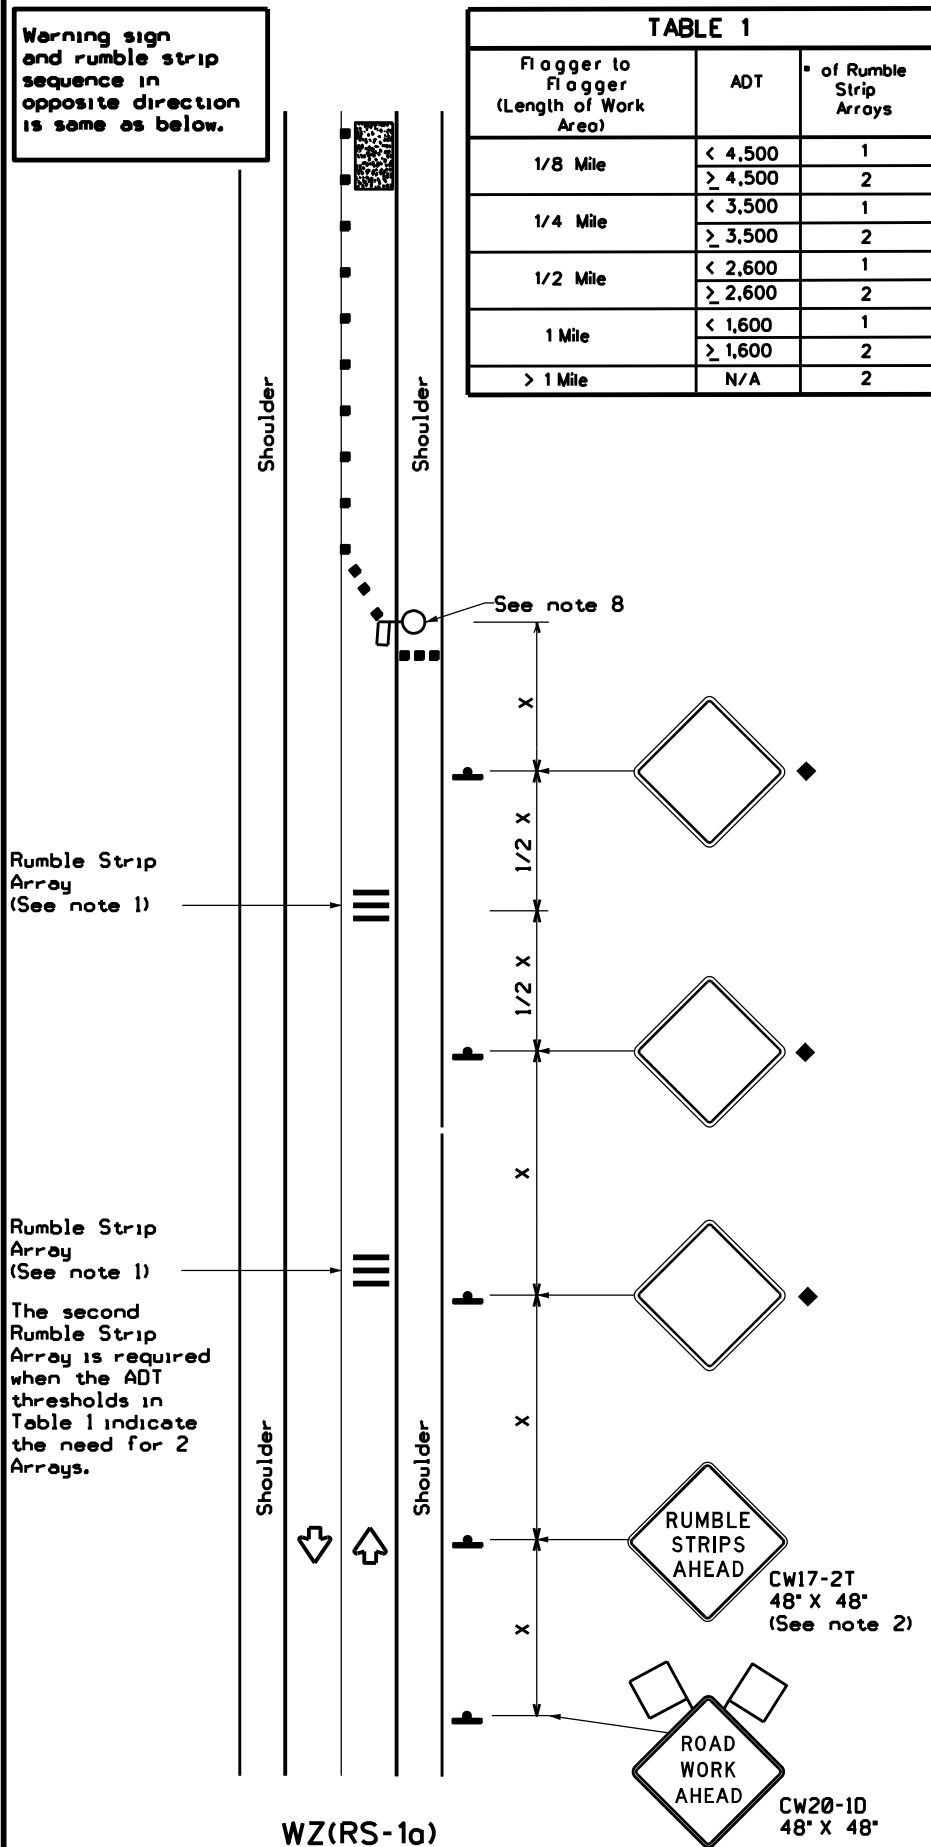 Warning sign
and rumble strip
sequence in
opposite direction
is same as below.
TABLE 1
Flagger to
Flagger
(Length of Work
Area)
ADT
" of Rumble
Strip
Arrays
1/8 Mile
< 4,500
1
≥ 4,500
2
1/4 Mile
< 3,500
1
≥ 3,500
2
1/2 Mile
< 2,600
1
≥ 2,600
2
1 Mile
< 1,600
1
≥ 1,600
2
> 1 Mile
N/A
2
Shoulder
Shoulder
See note 8
X
1/2 X
Rumble Strip
Array
(See note 1)
1/2 X
X
Rumble Strip
Array
(See note 1)
The second
Rumble Strip
Array is required
when the ADT
thresholds in
Table 1 indicate
the need for 2
Arrays.
X
Shoulder
Shoulder
RUMBLE
STRIPS
AHEAD
CW17-2T
48" X 48"
(See note 2)
X
ROAD
WORK
AHEAD
CW20-1D
48" X 48"
WZ(RS-1a)